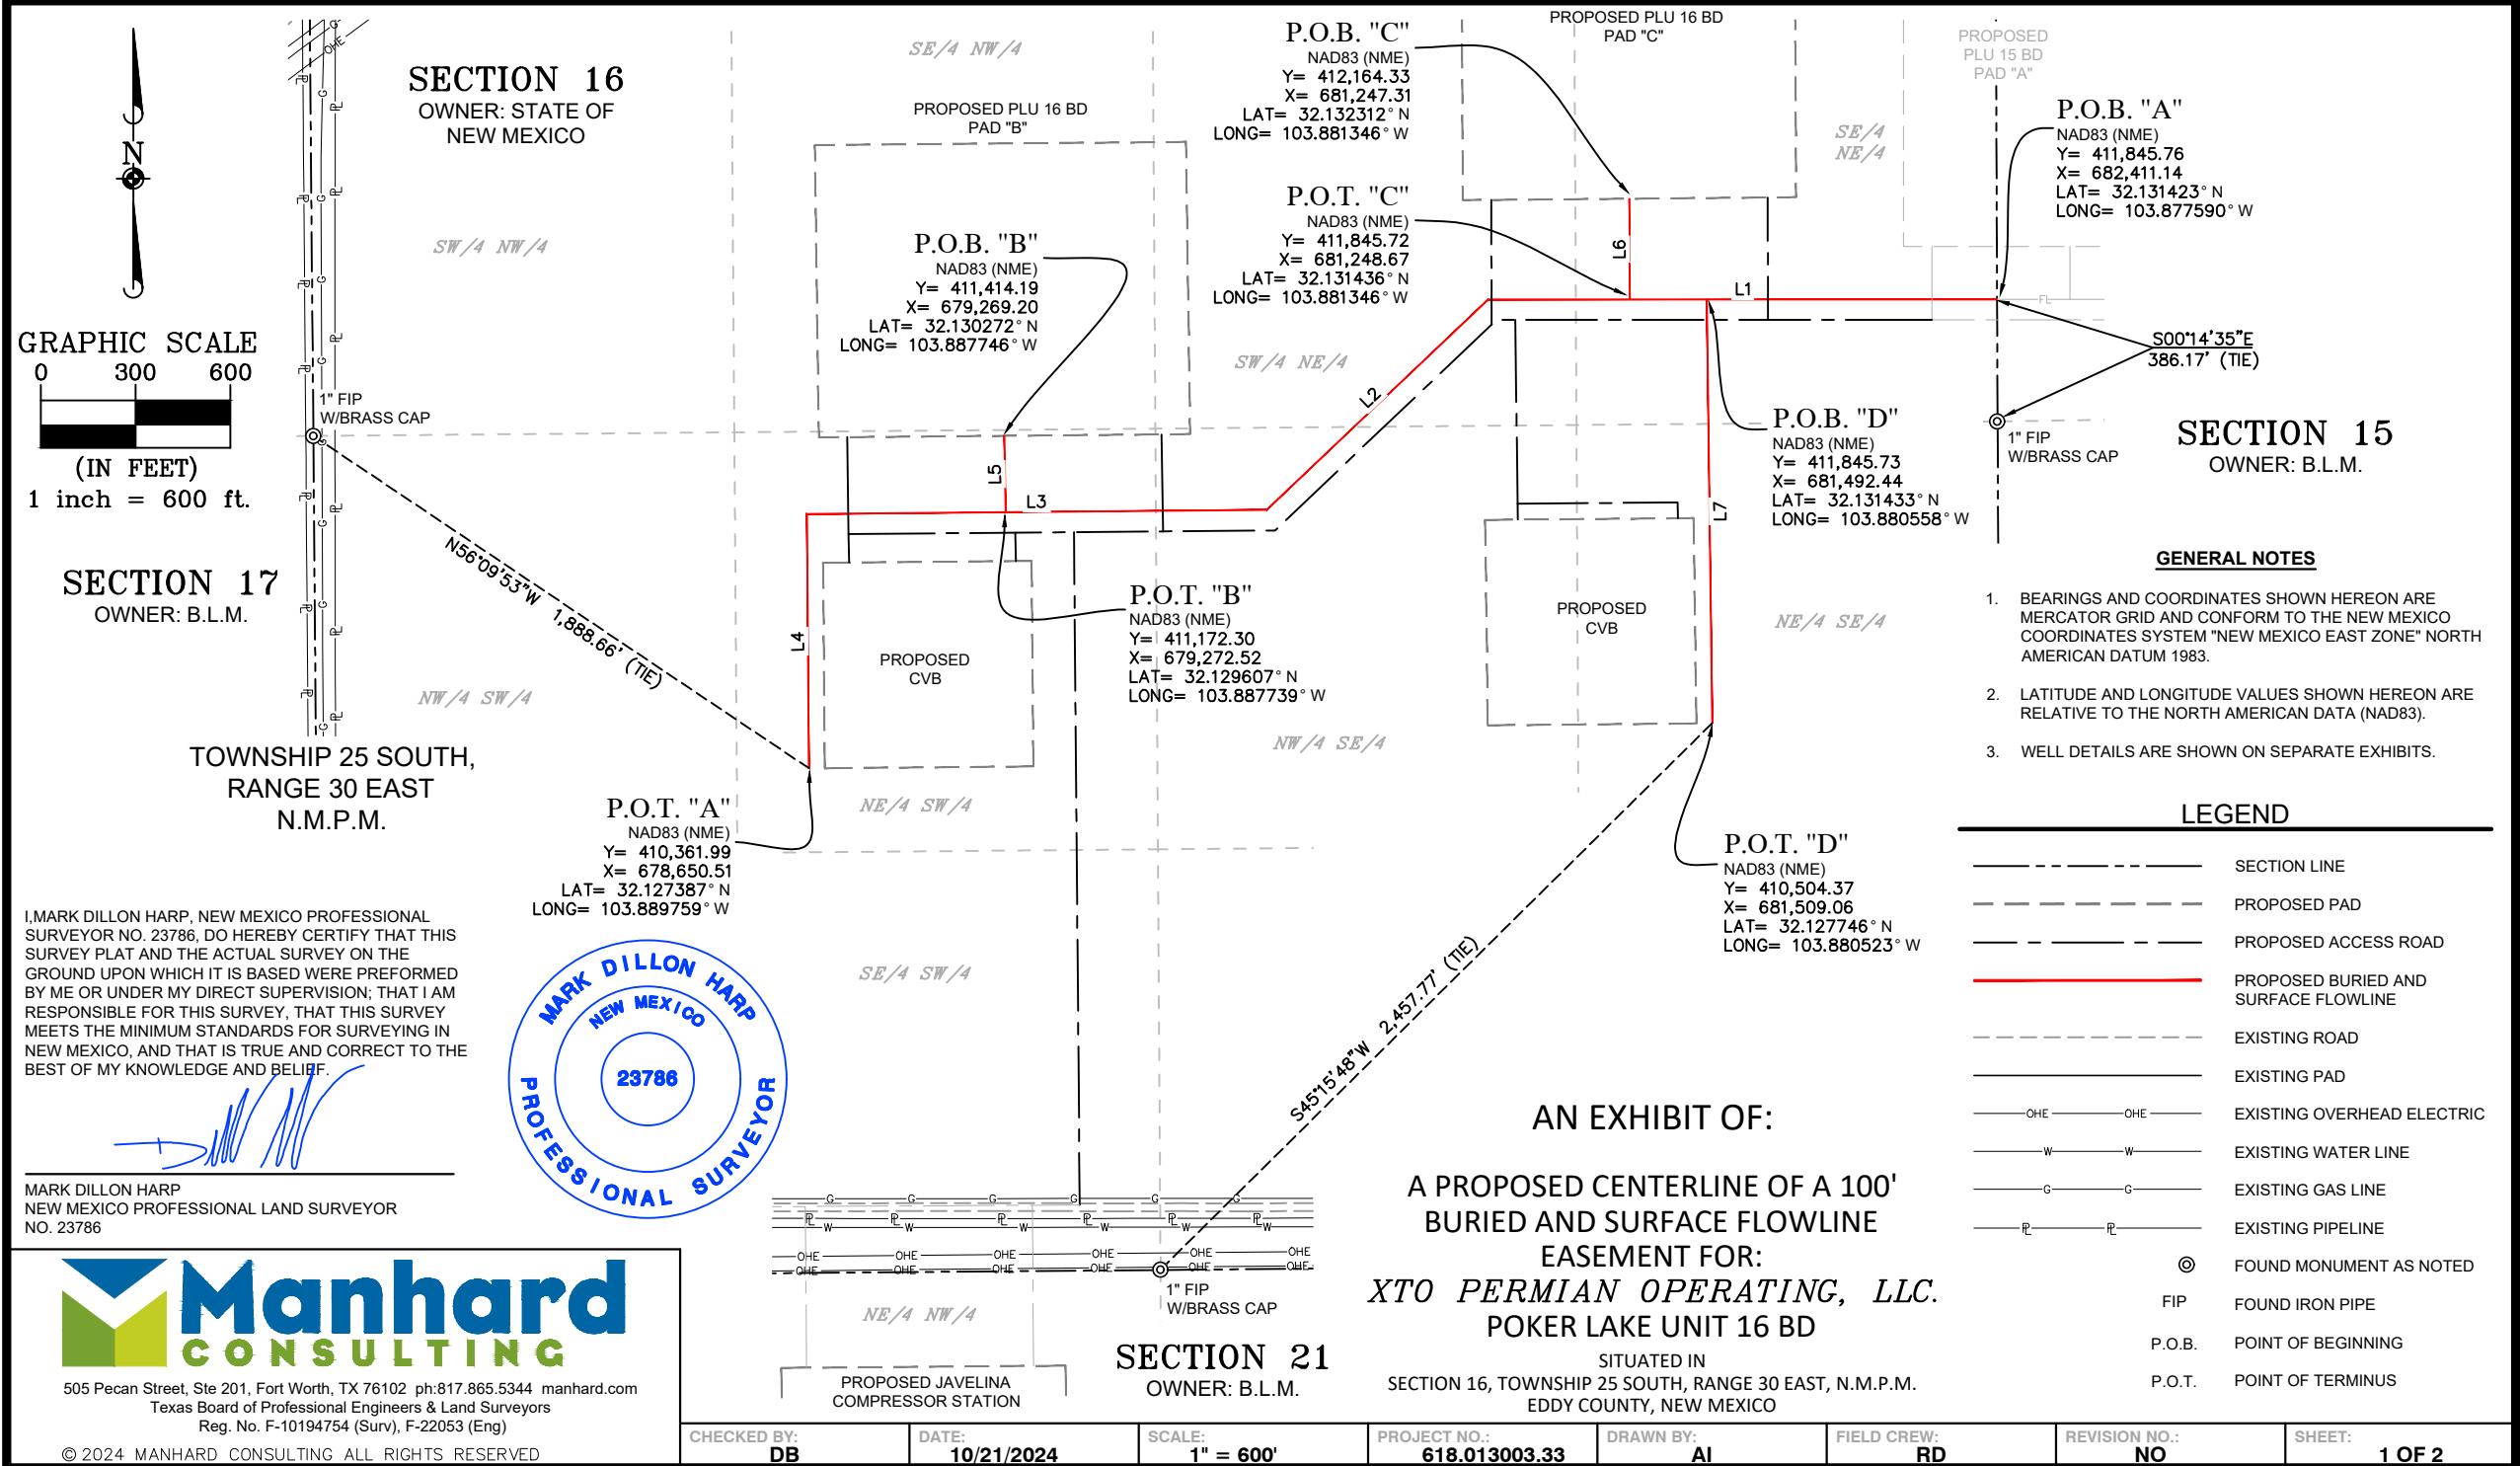 SECTION 16
OWNER: STATE OF
NEW MEXICO
N
GRAPHIC SCALE
0 300 600
(IN FEET)
1 inch = 600 ft.
1" FIP
W/BRASS CAP
SECTION 17
OWNER: B.L.M.
TOWNSHIP 25 SOUTH,
RANGE 30 EAST
N.M.P.M.
OHE
SE/4 NW/4
SW/4 NW/4
NW/4 SW/4
PROPOSED PLU 16 BD
PAD "B"
P.O.B. "B"
NAD83 (NME)
Y= 411,414.19
X= 679,269.20
LAT= 32.130272° N
LONG= 103.887746° W
P.O.B. "C"
NAD83 (NME)
Y= 412,164.33
X= 681,247.31
LAT= 32.132312° N
LONG= 103.881346° W
P.O.T. "C"
NAD83 (NME)
Y= 411,845.72
X= 681,248.67
LAT= 32.131436° N
LONG= 103.881346° W
PROPOSED PLU 16 BD
PAD "C"
PROPOSED
PLU 15 BD
PAD "A"
SE/4
NE/4
P.O.B. "A"
NAD83 (NME)
Y= 411,845.76
X= 682,411.14
LAT= 32.131423° N
LONG= 103.877590° W
S00°14'35"E
386.17' (TIE)
FL
1" FIP
W/BRASS CAP
SECTION 15
OWNER: B.L.M.
SW/4 NE/4
L1
L2
L3
L4
L5
L6
L7
P.O.B. "D"
NAD83 (NME)
Y= 411,845.73
X= 681,492.44
LAT= 32.131433° N
LONG= 103.880558° W
N56°09'53"W 1,888.66' (TIE)
P.O.T. "B"
NAD83 (NME)
Y= 411,172.30
X= 679,272.52
LAT= 32.129607° N
LONG= 103.887739° W
PROPOSED
CVB
PROPOSED
CVB
NE/4 SE/4
NW/4 SE/4
NE/4 SW/4
SE/4 SW/4
P.O.T. "A"
NAD83 (NME)
Y= 410,361.99
X= 678,650.51
LAT= 32.127387° N
LONG= 103.889759° W
P.O.T. "D"
NAD83 (NME)
Y= 410,504.37
X= 681,509.06
LAT= 32.127746° N
LONG= 103.880523° W
S45°15'48"W 2,457.77' (TIE)
GENERAL NOTES
1. BEARINGS AND COORDINATES SHOWN HEREON ARE
MERCATOR GRID AND CONFORM TO THE NEW MEXICO
COORDINATES SYSTEM "NEW MEXICO EAST ZONE" NORTH
AMERICAN DATUM 1983.
2. LATITUDE AND LONGITUDE VALUES SHOWN HEREON ARE
RELATIVE TO THE NORTH AMERICAN DATA (NAD83).
3. WELL DETAILS ARE SHOWN ON SEPARATE EXHIBITS.
LEGEND
SECTION LINE
PROPOSED PAD
PROPOSED ACCESS ROAD
PROPOSED BURIED AND
SURFACE FLOWLINE
EXISTING ROAD
EXISTING PAD
OHE OHE EXISTING OVERHEAD ELECTRIC
W W EXISTING WATER LINE
G G EXISTING GAS LINE
PL PL EXISTING PIPELINE
FOUND MONUMENT AS NOTED
FIP FOUND IRON PIPE
P.O.B. POINT OF BEGINNING
P.O.T. POINT OF TERMINUS
I,MARK DILLON HARP, NEW MEXICO PROFESSIONAL
SURVEYOR NO. 23786, DO HEREBY CERTIFY THAT THIS
SURVEY PLAT AND THE ACTUAL SURVEY ON THE
GROUND UPON WHICH IT IS BASED WERE PREFORMED
BY ME OR UNDER MY DIRECT SUPERVISION; THAT I AM
RESPONSIBLE FOR THIS SURVEY, THAT THIS SURVEY
MEETS THE MINIMUM STANDARDS FOR SURVEYING IN
NEW MEXICO, AND THAT IS TRUE AND CORRECT TO THE
BEST OF MY KNOWLEDGE AND BELIEF.
MARK DILLON HARP
NEW MEXICO PROFESSIONAL LAND SURVEYOR
NO. 23786
MARK DILLON HARP
NEW MEXICO
23786
PROFESSIONAL SURVEYOR
G G G G G G
PL PL PL PL PL PL
W W W W W W
OHE OHE OHE OHE OHE OHE
OHE OHE OHE OHE OHE OHE
1" FIP
W/BRASS CAP
NE/4 NW/4
SECTION 21
OWNER: B.L.M.
PROPOSED JAVELINA
COMPRESSOR STATION
AN EXHIBIT OF:
A PROPOSED CENTERLINE OF A 100'
BURIED AND SURFACE FLOWLINE
EASEMENT FOR:
XTO PERMIAN OPERATING, LLC.
POKER LAKE UNIT 16 BD
SITUATED IN
SECTION 16, TOWNSHIP 25 SOUTH, RANGE 30 EAST, N.M.P.M.
EDDY COUNTY, NEW MEXICO
Manhard
CONSULTING
505 Pecan Street, Ste 201, Fort Worth, TX 76102 ph:817.865.5344 manhard.com
Texas Board of Professional Engineers & Land Surveyors
Reg. No. F-10194754 (Surv), F-22053 (Eng)
© 2024 MANHARD CONSULTING ALL RIGHTS RESERVED
CHECKED BY: DATE: SCALE: PROJECT NO.: DRAWN BY: FIELD CREW: REVISION NO.: SHEET:
DB 10/21/2024 1" = 600' 618.013003.33 AI RD NO 1 OF 2